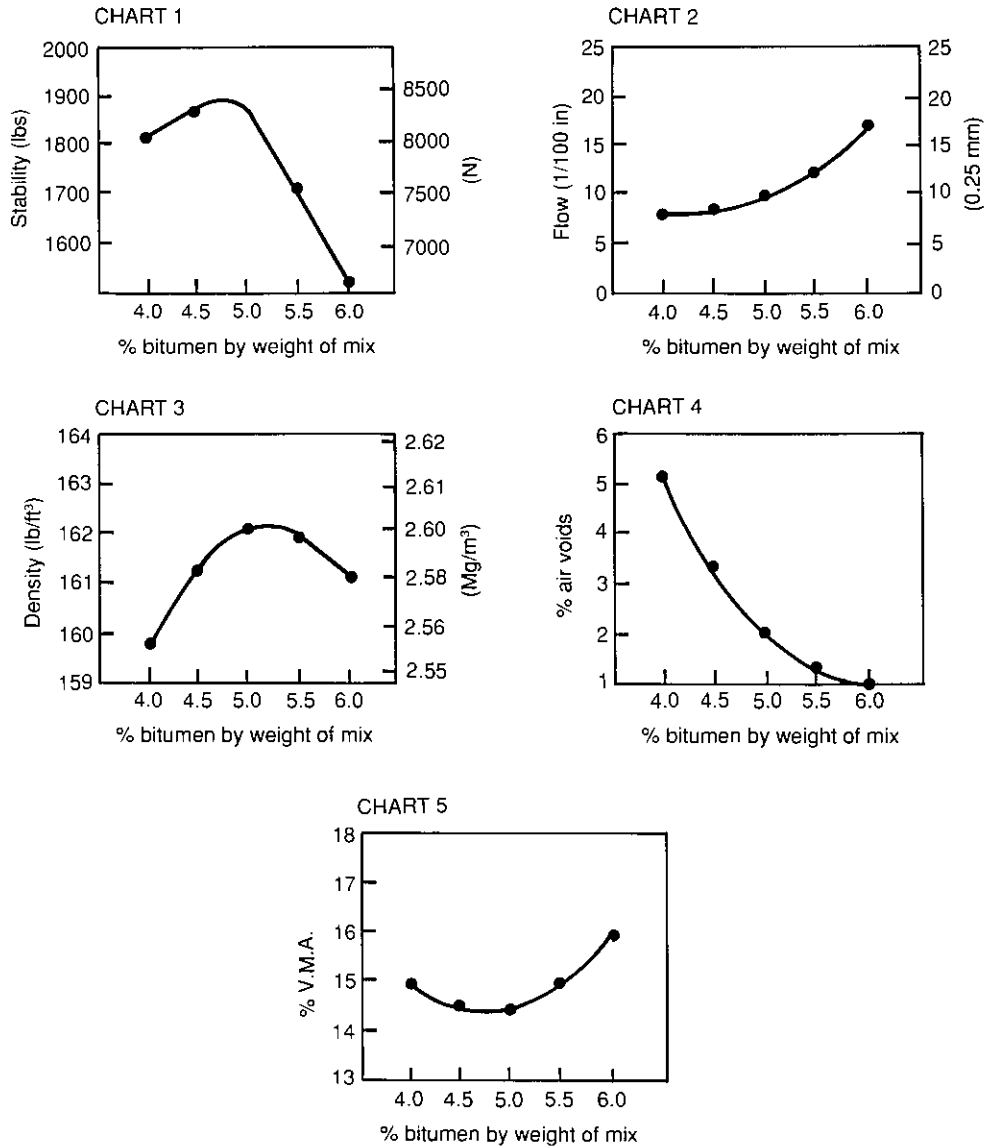 CHART 1
2000
1900
1800
1700
1600
Stability (lbs)
8500
8000
7500
7000
(N)
4.0 4.5 5.0 5.5 6.0
% bitumen by weight of mix
CHART 2
25
20
15
10
5
0
Flow (1/100 in)
25
20
15
10
5
0
(0.25 mm)
4.0 4.5 5.0 5.5 6.0
% bitumen by weight of mix
CHART 3
164
163
162
161
160
159
Density (lb/ft³)
2.62
2.61
2.60
2.58
2.56
2.55
(Mg/m³)
4.0 4.5 5.0 5.5 6.0
% bitumen by weight of mix
CHART 4
6
5
4
3
2
1
% air voids
4.0 4.5 5.0 5.5 6.0
% bitumen by weight of mix
CHART 5
18
17
16
15
14
13
% V.M.A.
4.0 4.5 5.0 5.5 6.0
% bitumen by weight of mix